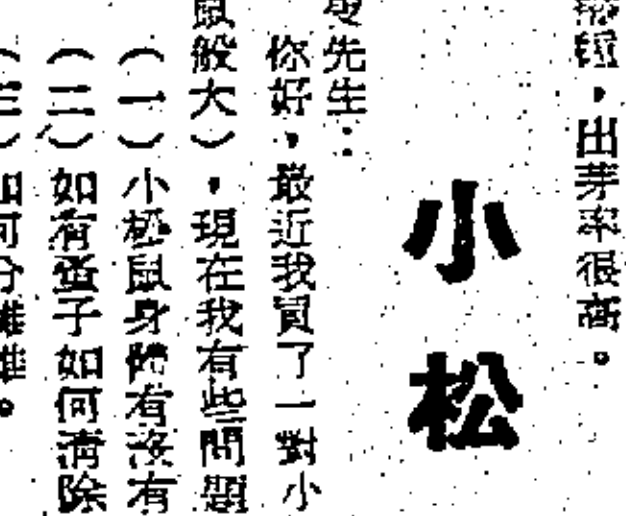 ，出芽率很高。
小松
先生：
你好，最近我買了一對小
鼠般大），現在我有些問題
（一）小松鼠身體有沒有
（二）如有蚤子如何清除
（三）如何分雌雄。